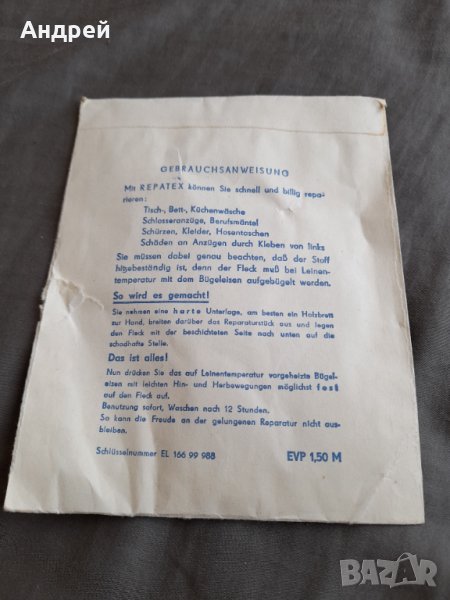 Андрей
GEBRAUCHSANWEISUNG
Mit REPATEX können Sie schnell und billig repa-
rieren:
Tisch-, Bett-, Küchenwäsche
Schlosseranzüge, Berufsmäntel
Schürzen, Kleider, Hosentaschen
Schäden an Anzügen durch Kleben von links
Sie müssen dabei genau beachten, daß der Stoff
hitzebeständig ist, denn der Fleck muß bei Leinen-
temperatur mit dem Bügeleisen aufgebügelt werden.
So wird es gemacht!
Sie nehmen eine harte Unterlage, am besten ein Holzbrett
zur Hand, breiten darüber das Reparaturstück aus und legen
den Fleck mit der beschichteten Seite nach unten auf die
schadhafte Stelle.
Das ist alles!
Nun drücken Sie das auf Leinentemperatur vorgeheizte Bügel-
eisen mit leichten Hin- und Herbewegungen möglichst fest
auf den Fleck auf.
Benutzung sofort, Waschen nach 12 Stunden.
So kann die Freude an der gelungenen Reparatur nicht aus-
bleiben.
Schlüsselnummer EL 166 99 988 EVP 1,50 M
BAZAR